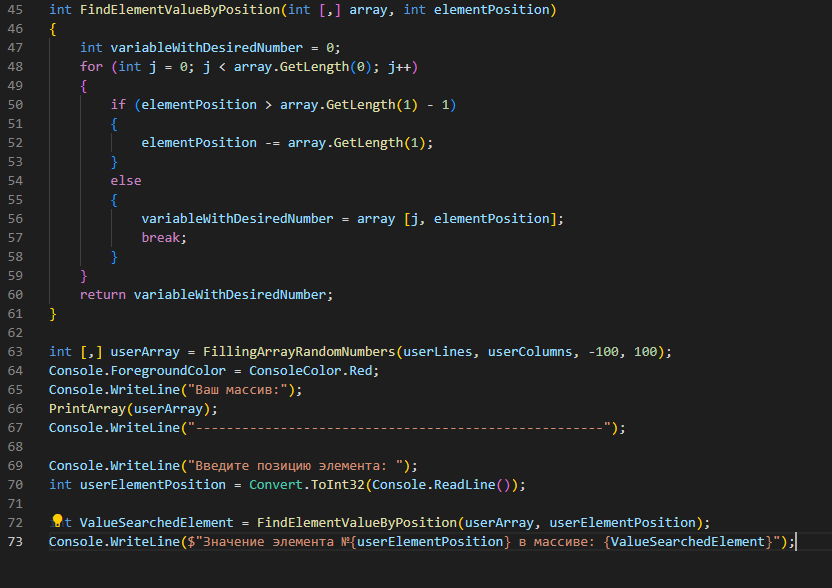 45 int FindElementValueByPosition(int [,] array, int elementPosition)
46 {
47     int variableWithDesiredNumber = 0;
48     for (int j = 0; j < array.GetLength(0); j++)
49     {
50         if (elementPosition > array.GetLength(1) - 1)
51         {
52             elementPosition -= array.GetLength(1);
53         }
54         else
55         {
56             variableWithDesiredNumber = array [j, elementPosition];
57             break;
58         }
59     }
60     return variableWithDesiredNumber;
61 }
62
63 int [,] userArray = FillingArrayRandomNumbers(userLines, userColumns, -100, 100);
64 Console.ForegroundColor = ConsoleColor.Red;
65 Console.WriteLine("Ваш массив:");
66 PrintArray(userArray);
67 Console.WriteLine("-----------------------------------------------------");
68
69 Console.WriteLine("Введите позицию элемента: ");
70 int userElementPosition = Convert.ToInt32(Console.ReadLine());
71
72 int ValueSearchedElement = FindElementValueByPosition(userArray, userElementPosition);
73 Console.WriteLine($"Значение элемента №{userElementPosition} в массиве: {ValueSearchedElement}");